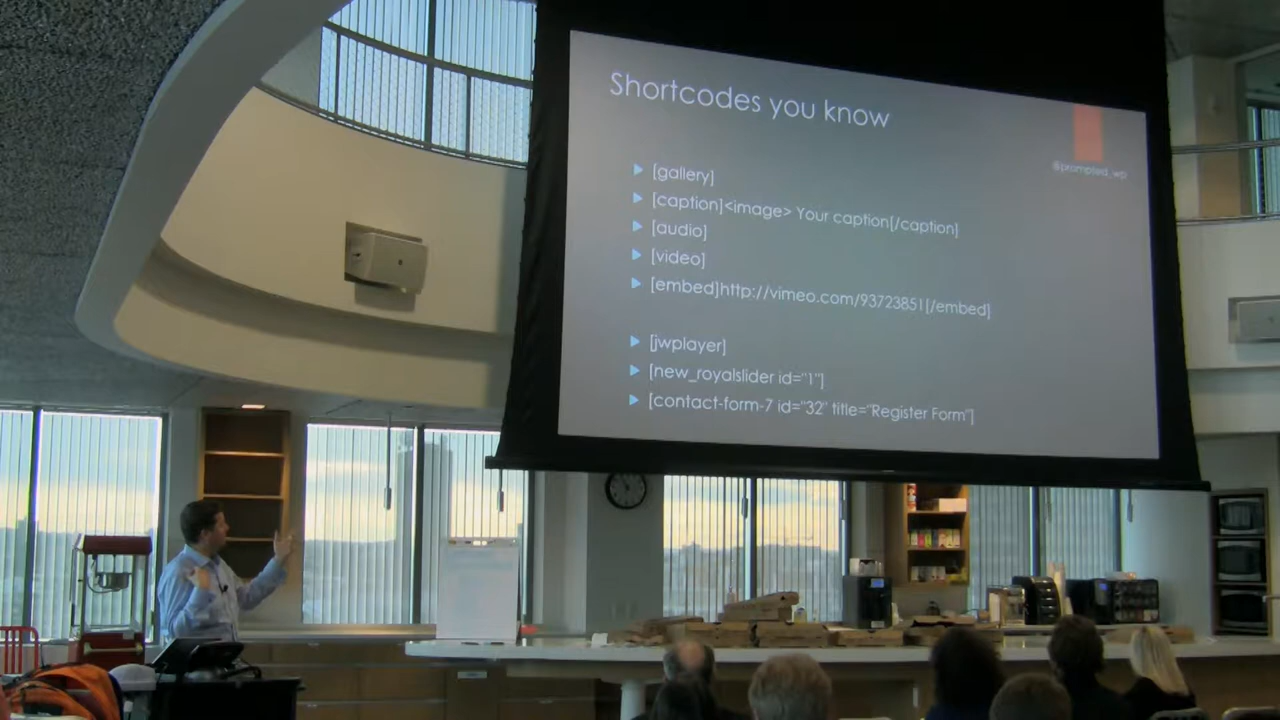 Shortcodes you know
@prompted_wp
[gallery]
[caption]<image> Your caption[/caption]
[audio]
[video]
[embed]http://vimeo.com/93723851[/embed]
[jwplayer]
[new_royalslider id="1"]
[contact-form-7 id="32" title="Register Form"]